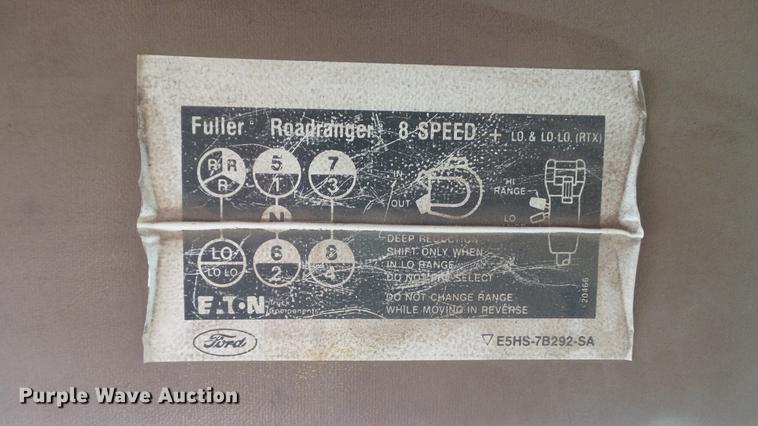 Fuller Roadranger 8 SPEED + LO. & LO-LO. (RTX)
R R
R
5
1
7
3
IN
OUT
HI
RANGE
LO
N
LO
LO LO
6
2
8
4
DEEP REDUCTION
SHIFT ONLY WHEN
IN LO RANGE
DO NOT PRE-SELECT
DO NOT CHANGE RANGE
WHILE MOVING IN REVERSE
20466
EATON Truck
Components
Ford
E5HS-7B292-SA
Purple Wave Auction